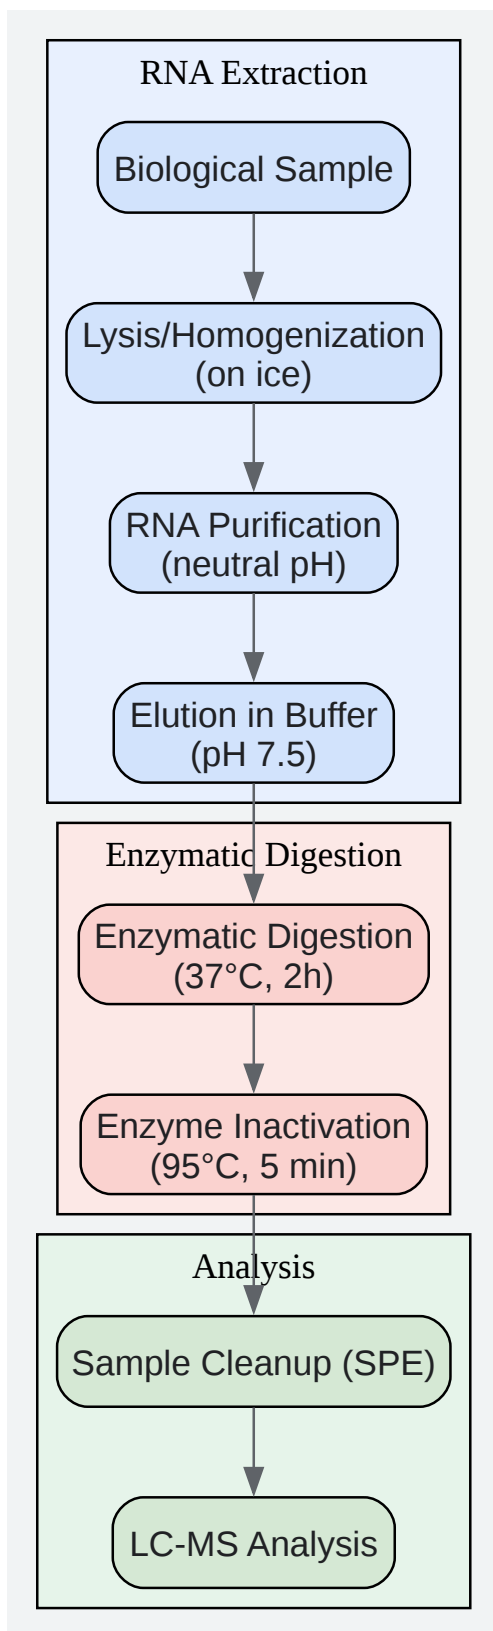 RNA Extraction
Biological Sample
Lysis/Homogenization
(on ice)
RNA Purification
(neutral pH)
Elution in Buffer
(pH 7.5)
Enzymatic Digestion
Enzymatic Digestion
(37°C, 2h)
Enzyme Inactivation
(95°C, 5 min)
Analysis
Sample Cleanup (SPE)
LC-MS Analysis